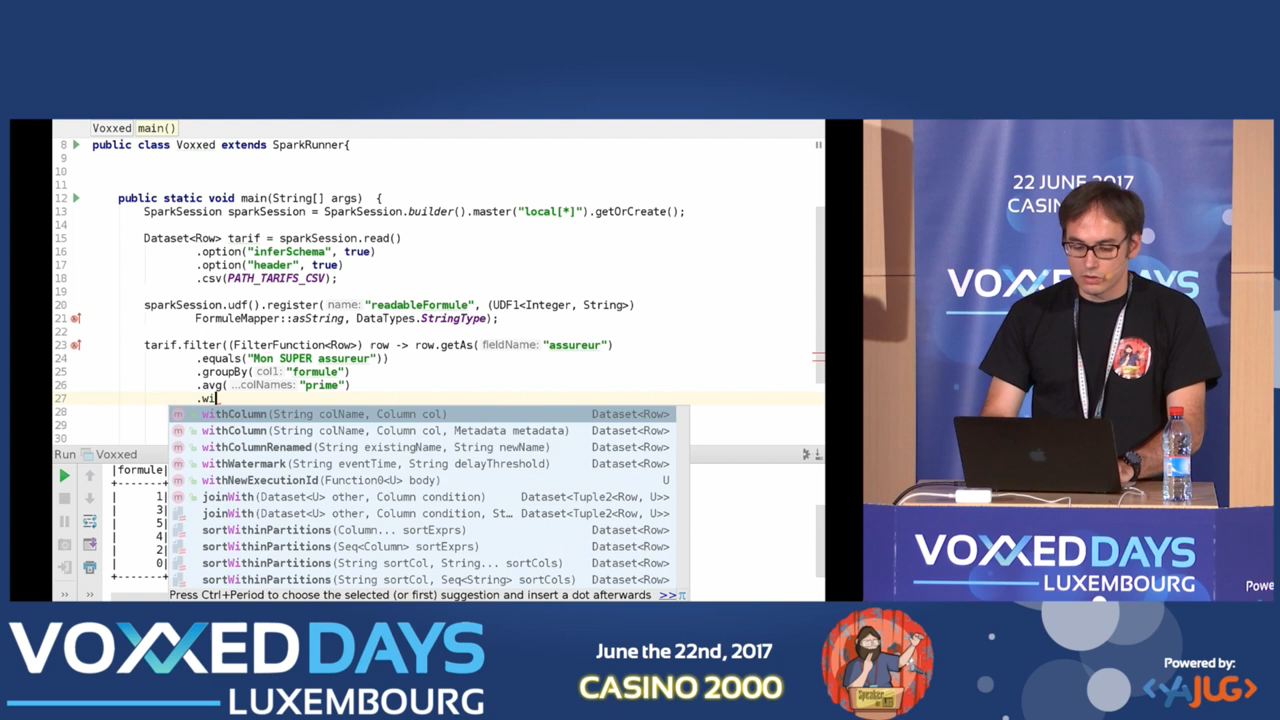 Voxxed main()
8 public class Voxxed extends SparkRunner{
9
10
11
12 public static void main(String[] args) {
13 SparkSession sparkSession = SparkSession.builder().master("local[*]").getOrCreate();
14
15 Dataset<Row> tarif = sparkSession.read()
16 .option("inferSchema", true)
17 .option("header", true)
18 .csv(PATH_TARIFS_CSV);
19
20 sparkSession.udf().register( name: "readableFormule", (UDF1<Integer, String>)
21 FormuleMapper::asString, DataTypes.StringType);
22
23 tarif.filter((FilterFunction<Row>) row -> row.getAs( fieldName: "assureur")
24 .equals("Mon SUPER assureur"))
25 .groupBy( col1: "formule")
26 .avg( ...colNames: "prime")
27 .wi
28
29
30
withColumn(String colName, Column col) Dataset<Row>
withColumn(String colName, Column col, Metadata metadata) Dataset<Row>
withColumnRenamed(String existingName, String newName) Dataset<Row>
withWatermark(String eventTime, String delayThreshold) Dataset<Row>
withNewExecutionId(Function0<U> body) U
joinWith(Dataset<U> other, Column condition) Dataset<Tuple2<Row, U>>
joinWith(Dataset<U> other, Column condition, St… Dataset<Tuple2<Row, U>>
sortWithinPartitions(Column... sortExprs) Dataset<Row>
sortWithinPartitions(Seq<Column> sortExprs) Dataset<Row>
sortWithinPartitions(String sortCol, String... sortCols) Dataset<Row>
sortWithinPartitions(String sortCol, Seq<String> sortCols) Dataset<Row>
Press Ctrl+Period to choose the selected (or first) suggestion and insert a dot afterwards >> π
Run Voxxed
|formule|
+-------+
| 1|
| 3|
| 5|
| 4|
| 2|
| 0|
+-------+
22 JUNE 2017
CASIN
VOXXED DAYS
VOXXED DAYS
LUXEMBOURG
Powe
VOXXED DAYS
LUXEMBOURG
June the 22nd, 2017
CASINO 2000
Speaker
Powered by:
YAJUG